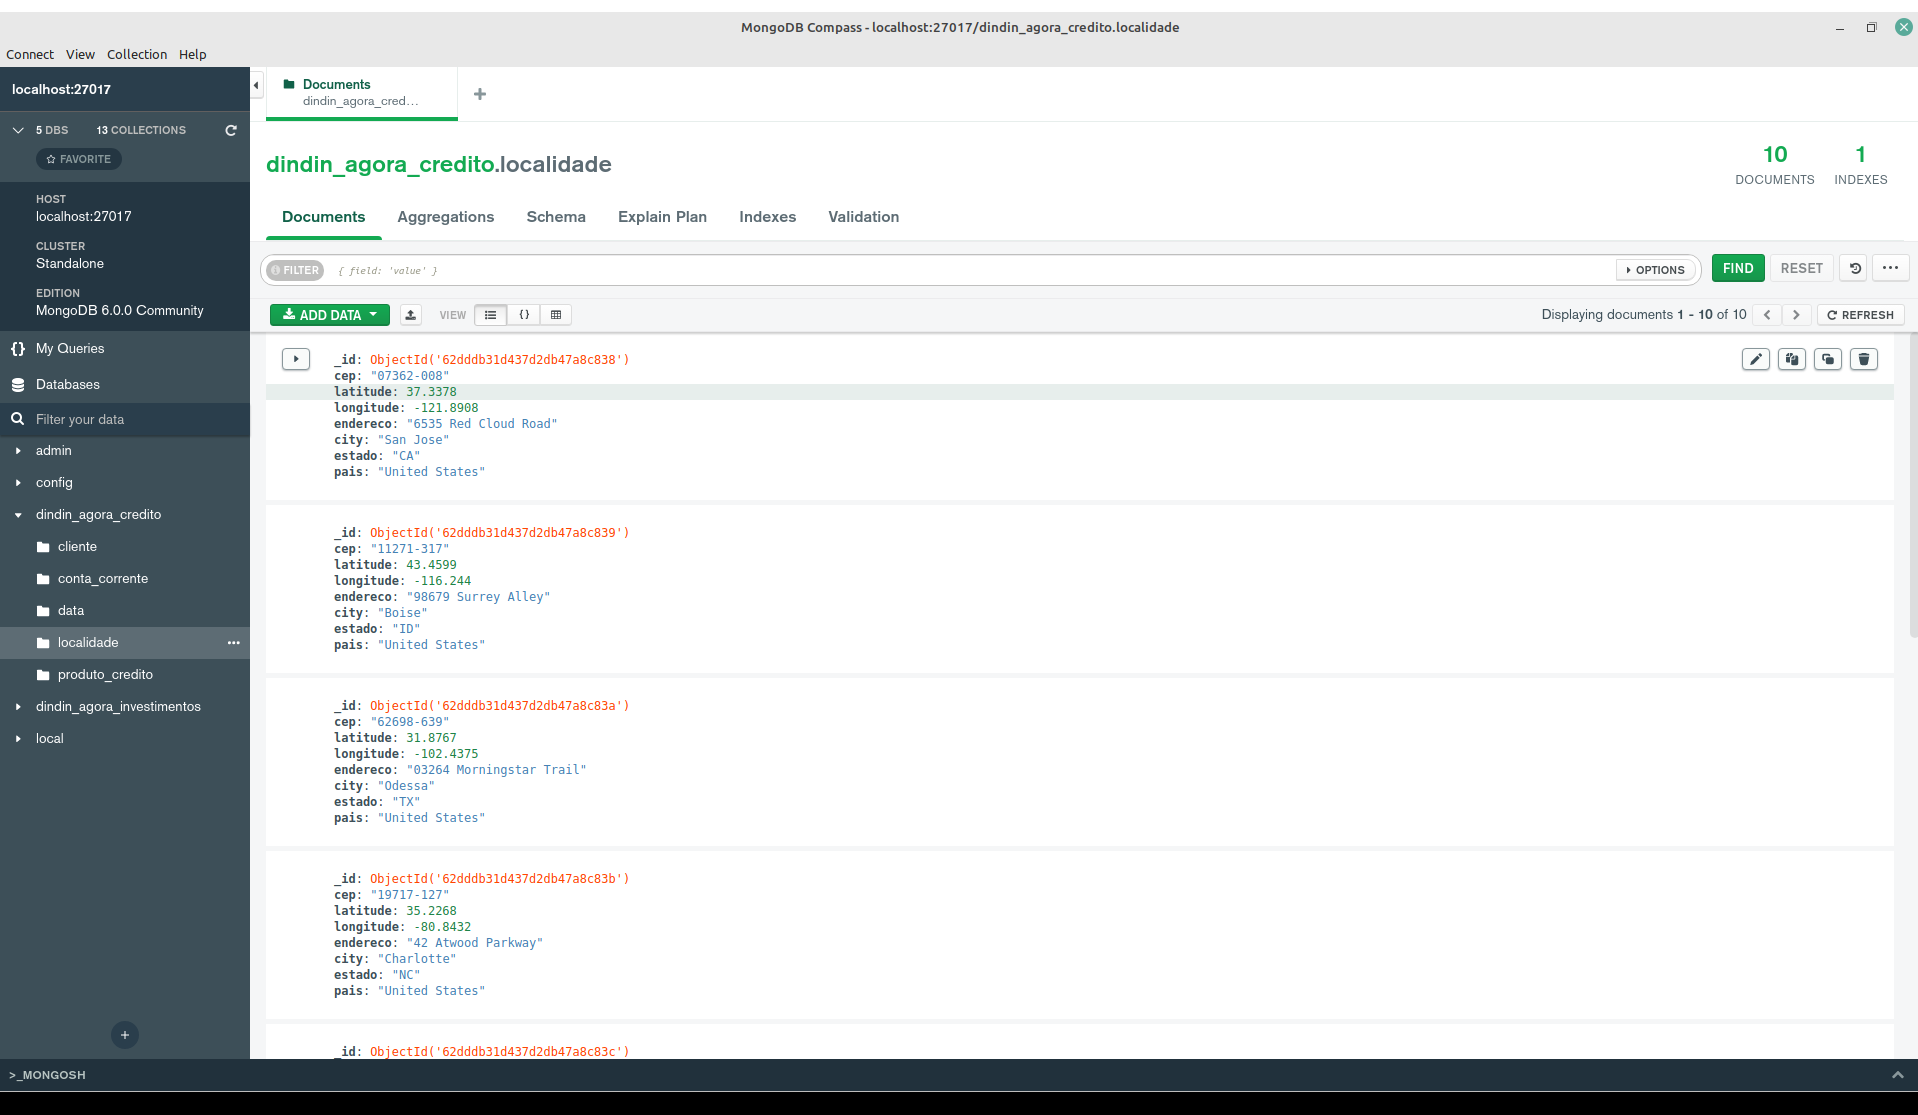 MongoDB Compass - localhost:27017/dindin_agora_credito.localidade
Connect View Collection Help
localhost:27017
5 DBS 13 COLLECTIONS
FAVORITE
HOST
localhost:27017
CLUSTER
Standalone
EDITION
MongoDB 6.0.0 Community
My Queries
Databases
Filter your data
admin
config
dindin_agora_credito
cliente
conta_corrente
data
localidade
produto_credito
dindin_agora_investimentos
local
Documents
dindin_agora_cred...
dindin_agora_credito.localidade
10
DOCUMENTS
1
INDEXES
Documents Aggregations Schema Explain Plan Indexes Validation
FILTER { field: 'value' } OPTIONS FIND RESET
ADD DATA VIEW Displaying documents 1 - 10 of 10 REFRESH
_id: ObjectId('62dddb31d437d2db47a8c838')
cep: "07362-008"
latitude: 37.3378
longitude: -121.8908
endereco: "6535 Red Cloud Road"
city: "San Jose"
estado: "CA"
pais: "United States"
_id: ObjectId('62dddb31d437d2db47a8c839')
cep: "11271-317"
latitude: 43.4599
longitude: -116.244
endereco: "98679 Surrey Alley"
city: "Boise"
estado: "ID"
pais: "United States"
_id: ObjectId('62dddb31d437d2db47a8c83a')
cep: "62698-639"
latitude: 31.8767
longitude: -102.4375
endereco: "03264 Morningstar Trail"
city: "Odessa"
estado: "TX"
pais: "United States"
_id: ObjectId('62dddb31d437d2db47a8c83b')
cep: "19717-127"
latitude: 35.2268
longitude: -80.8432
endereco: "42 Atwood Parkway"
city: "Charlotte"
estado: "NC"
pais: "United States"
_id: ObjectId('62dddb31d437d2db47a8c83c')
>_MONGOSH